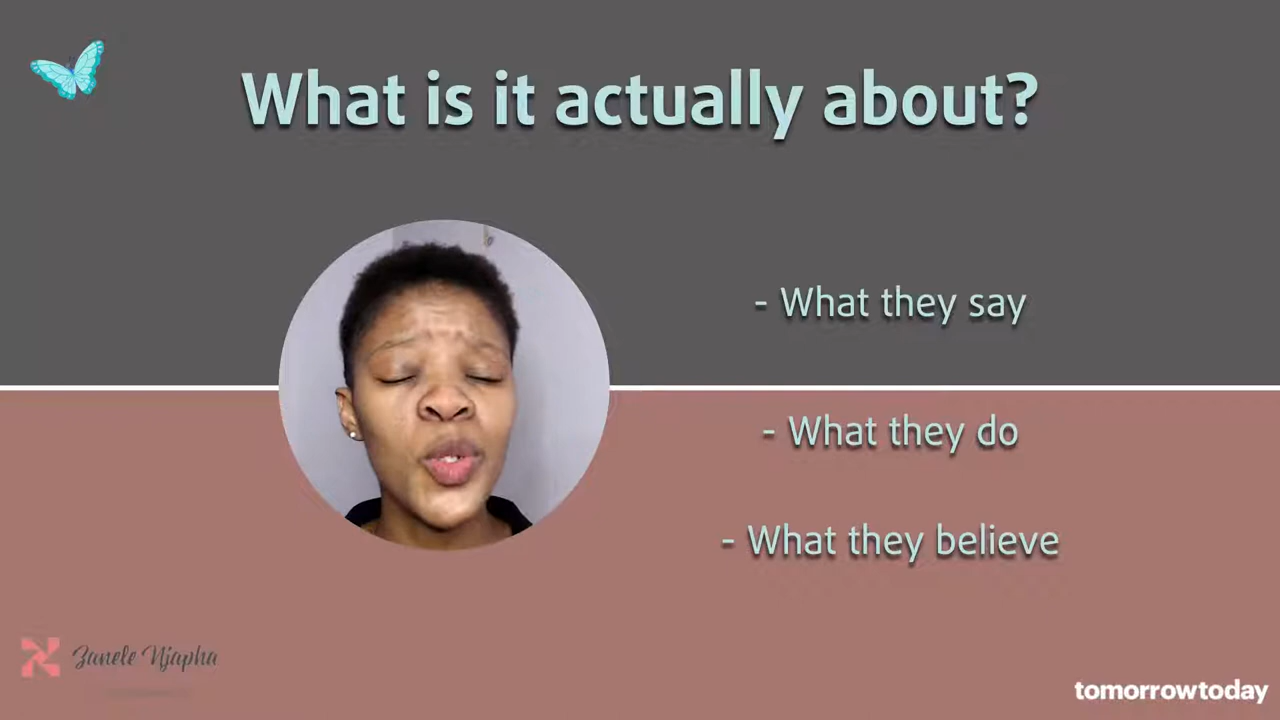 What is it actually about?
- What they say
- What they do
- What they believe
Zanele Njapha
tomorrowtoday